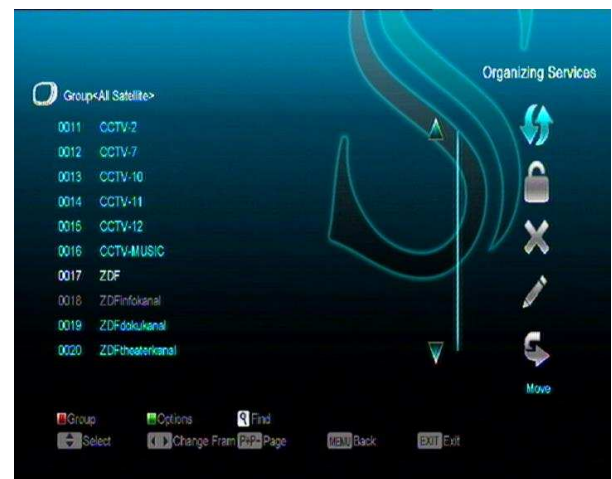 Organizing Services
Group<All Satellite>
0011 CCTV-2
0012 CCTV-7
0013 CCTV-10
0014 CCTV-11
0015 CCTV-12
0016 CCTV-MUSIC
0017 ZDF
0018 ZDFinfokanal
0019 ZDFdokukanal
0020 ZDFtheaterkanal
Move
Group Options Find
Select Change Fram P+P- Page MENU Back EXIT Exit